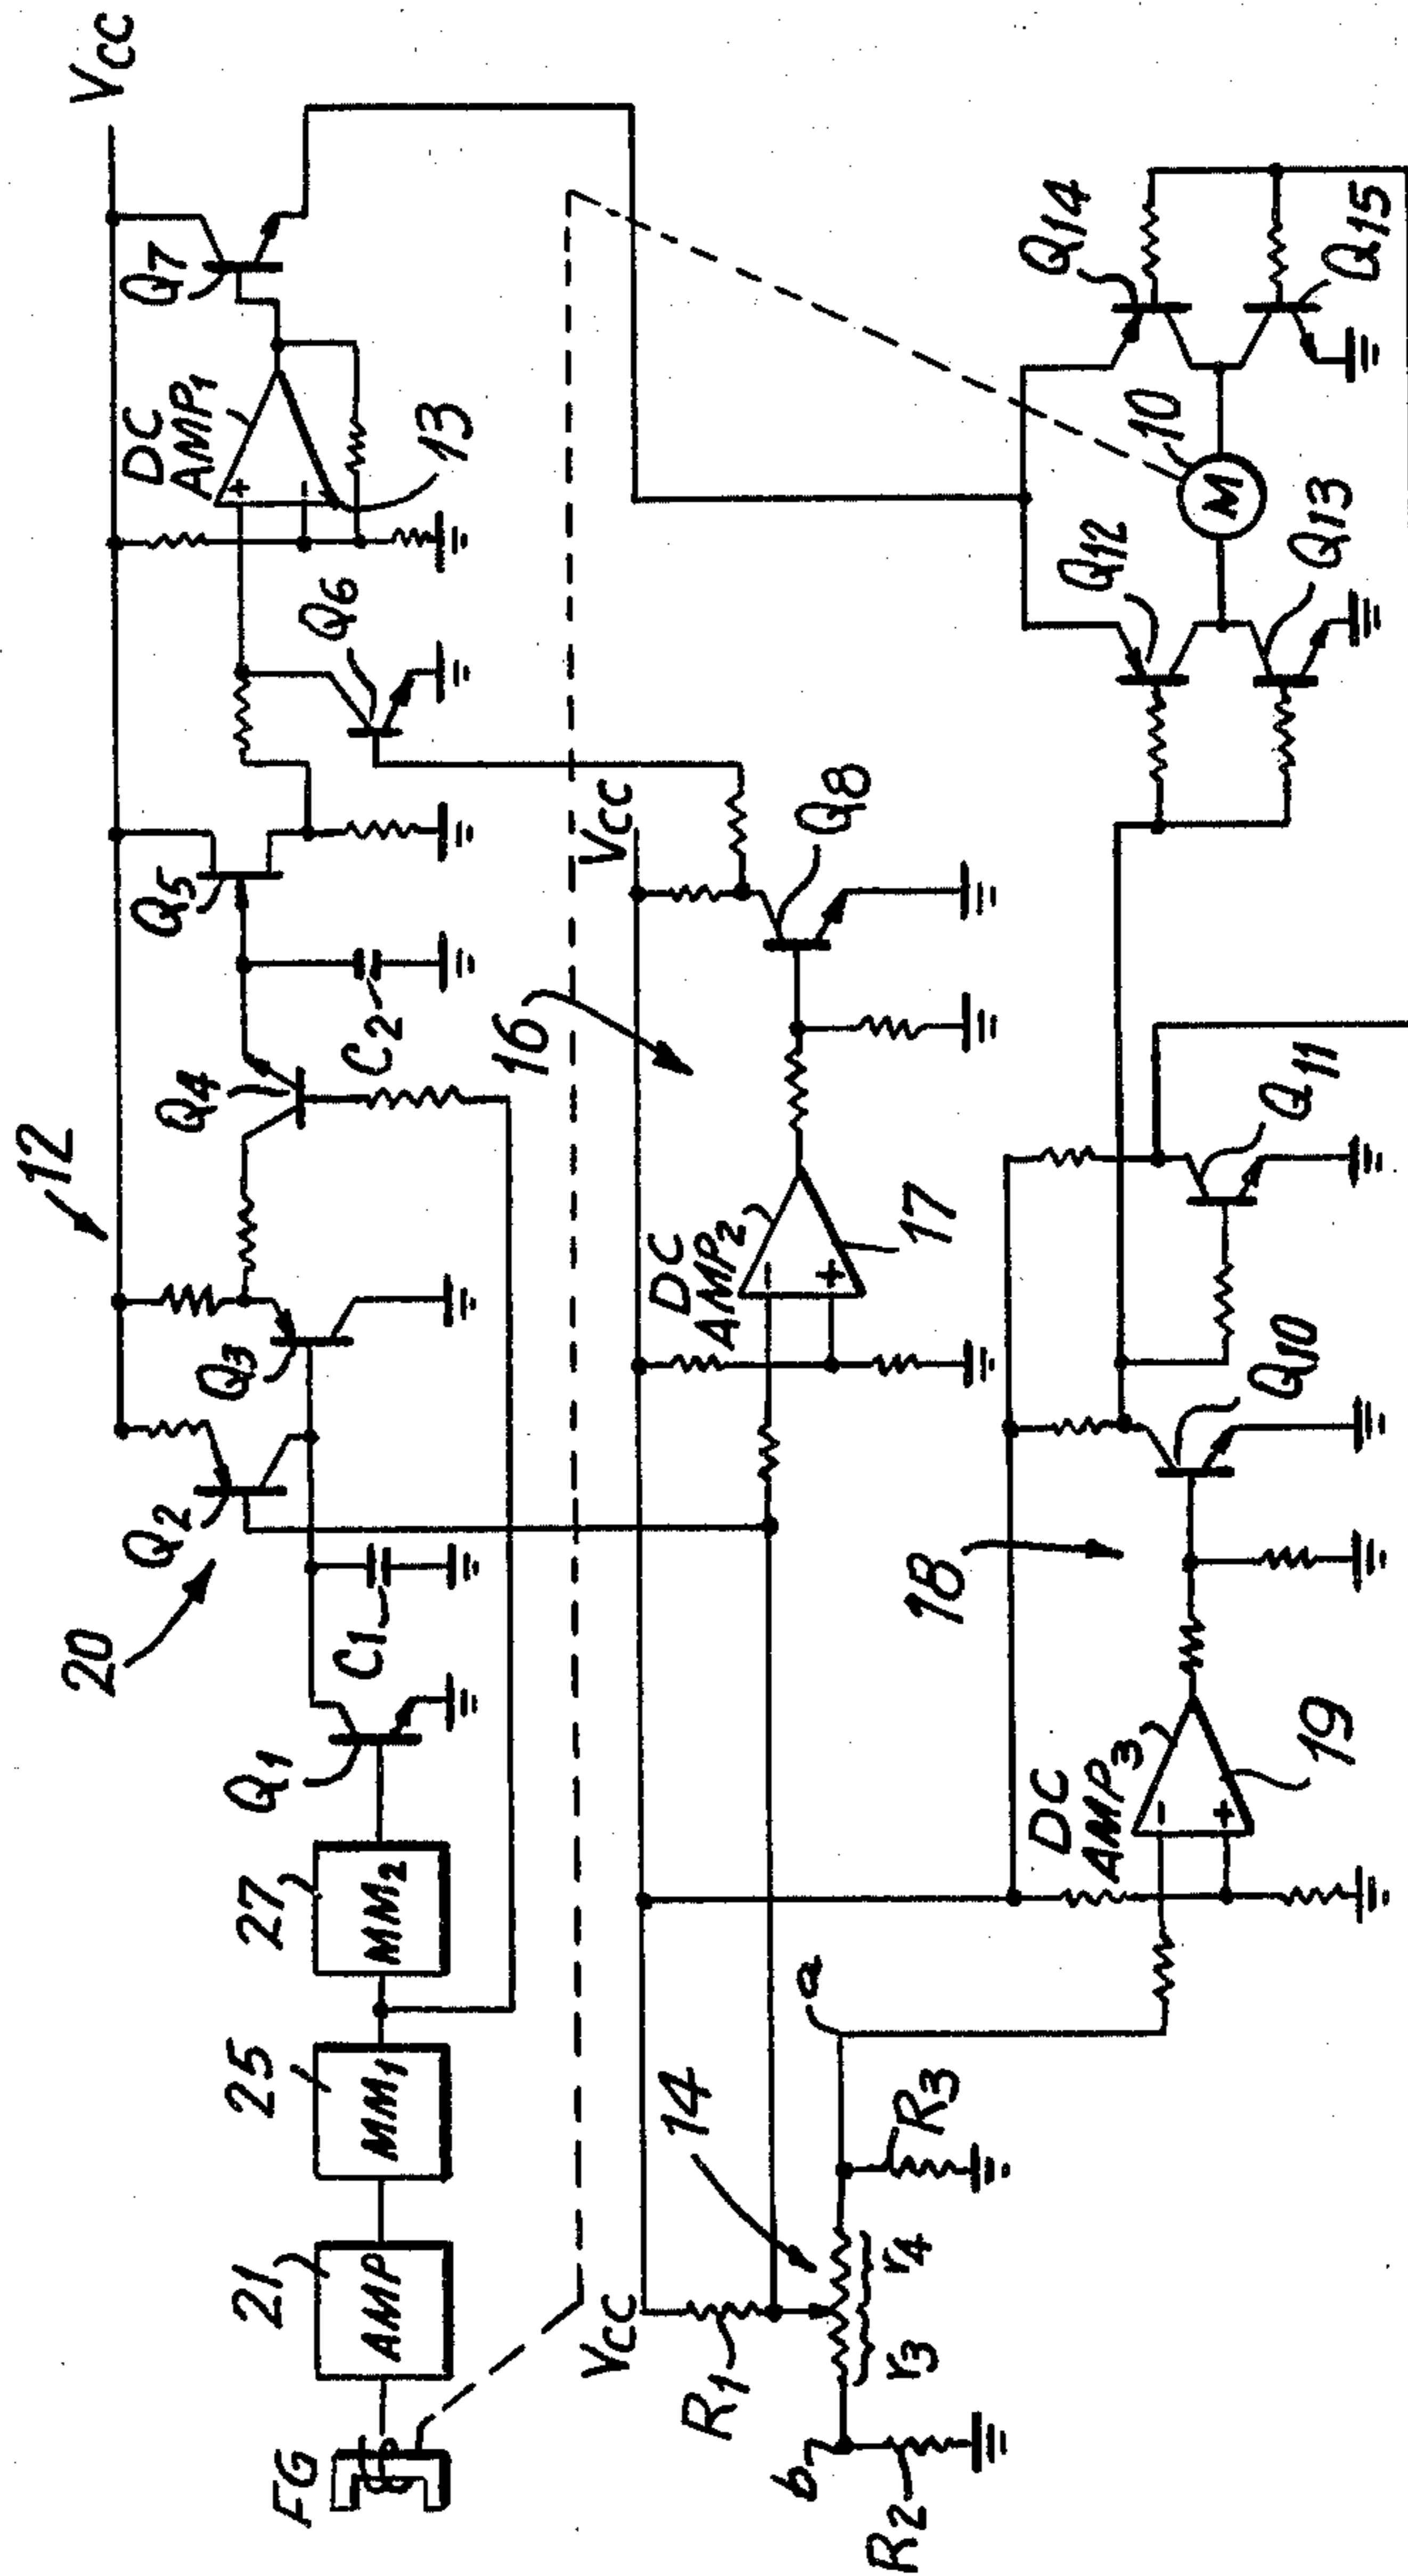 Vcc
12
20
FG
21
AMP
25
MM1
27
MM2
Q1
C1
Q2
Q3
Q4
C2
Q5
Q6
DC
AMP1
+
-
13
Q7
Vcc
R1
14
b
R2
r3
r4
R3
a
16
DC
AMP2
-
+
17
Vcc
Q8
18
DC
AMP3
-
+
19
Q10
Q11
Q12
Q13
M
10
Q14
Q15